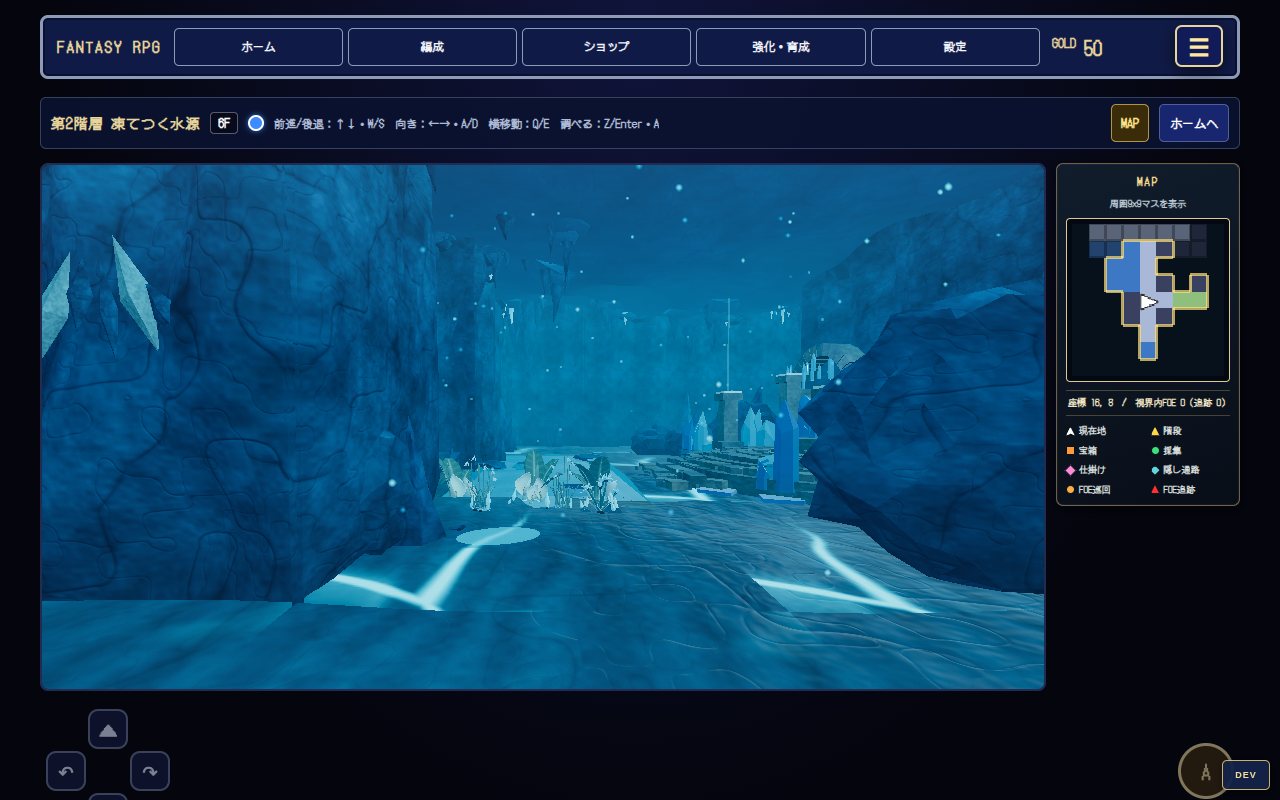 FANTASY RPG
ホーム
編成
ショップ
強化・育成
設定
GOLD 50
第2階層 凍てつく水源
6F
前進/後退：↑↓・W/S 向き：←→・A/D 横移動：Q/E 調べる：Z/Enter・A
MAP
ホームへ
MAP
周囲9x9マスを表示
座標 16, 8 / 視界内FOE 0 (追跡 0)
現在地
階段
宝箱
採集
仕掛け
隠し通路
FOE巡回
FOE追跡
A
DEV